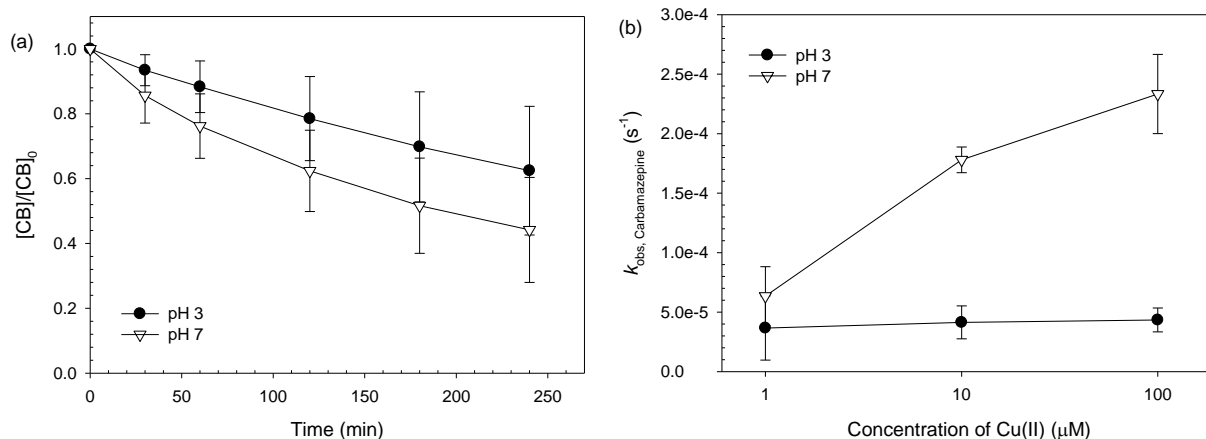 (a)
1.0
0.8
0.6
0.4
0.2
0.0
[CB]/[CB]0
pH 3
pH 7
0 50 100 150 200 250
Time (min)
(b)
3.0e-4
2.5e-4
2.0e-4
1.5e-4
1.0e-4
5.0e-5
0.0
kobs, Carbamazepine (s-1)
pH 3
pH 7
1 10 100
Concentration of Cu(II) (μM)